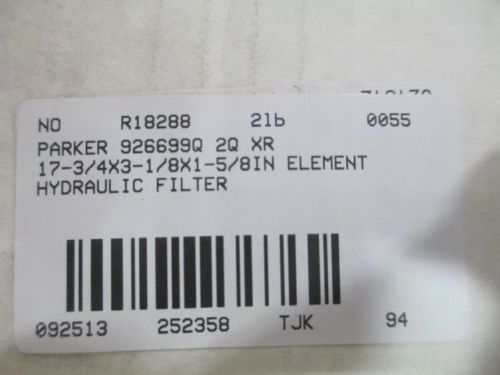 NO R18288 2lb 0055
PARKER 926699Q 2Q XR
17-3/4X3-1/8X1-5/8IN ELEMENT
HYDRAULIC FILTER
092513 252358 TJK 94